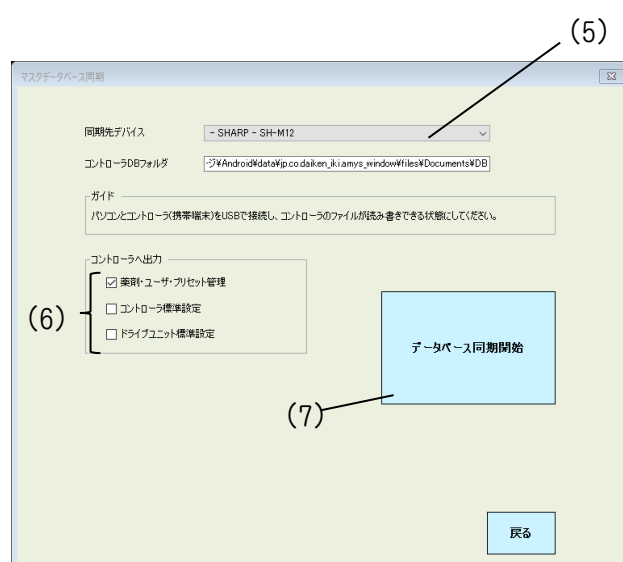 (5)
マスタデータベース同期
同期先デバイス
- SHARP - SH-M12
コントローラDBフォルダ
ｰジ¥Android¥data¥jp.co.daiken_iki.amys_window¥files¥Documents¥DB
ガイド
パソコンとコントローラ(携帯端末)をUSBで接続し、コントローラのファイルが読み書きできる状態にしてください。
コントローラへ出力
薬剤・ユーザ・プリセット管理
コントローラ標準設定
ドライブユニット標準設定
(6)
データベース同期開始
(7)
戻る